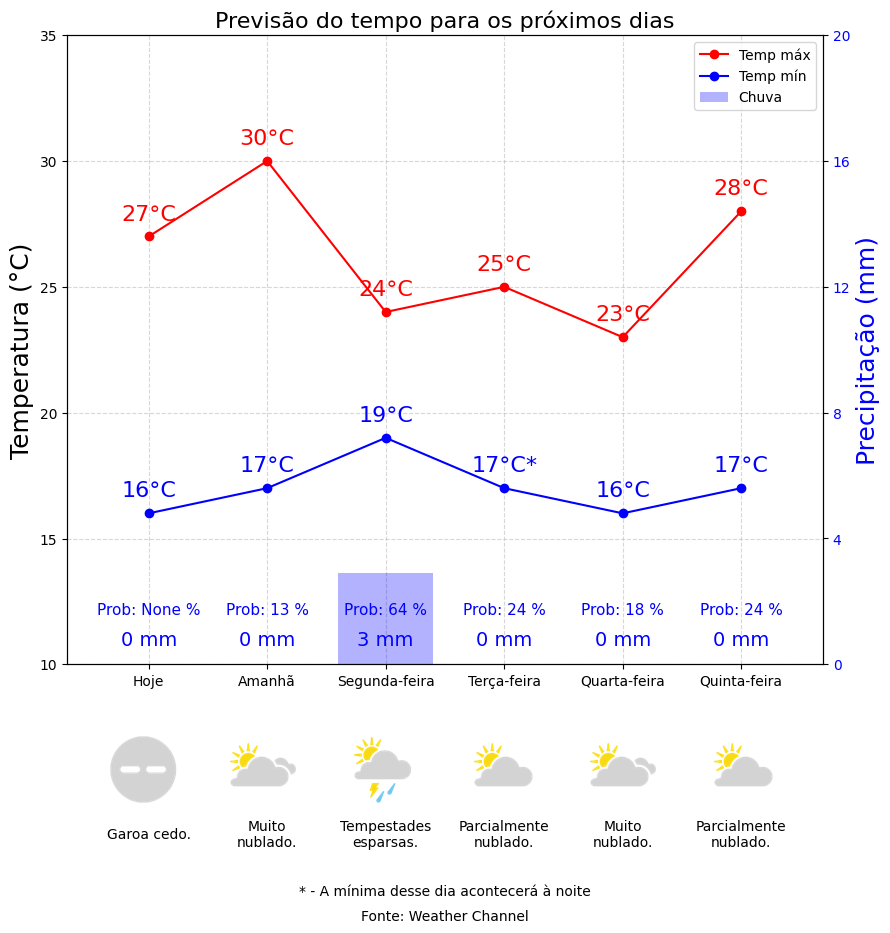 Previsão do tempo para os próximos dias
Temp máx
Temp mín
Chuva
Temperatura (°C)
Precipitação (mm)
35
30
25
20
15
10
20
16
12
8
4
0
27°C
30°C
24°C
25°C
23°C
28°C
16°C
17°C
19°C
17°C*
16°C
17°C
Prob: None %
Prob: 13 %
Prob: 64 %
Prob: 24 %
Prob: 18 %
Prob: 24 %
0 mm
0 mm
3 mm
0 mm
0 mm
0 mm
Hoje
Amanhã
Segunda-feira
Terça-feira
Quarta-feira
Quinta-feira
Garoa cedo.
Muito
nublado.
Tempestades
esparsas.
Parcialmente
nublado.
Muito
nublado.
Parcialmente
nublado.
* - A mínima desse dia acontecerá à noite
Fonte: Weather Channel